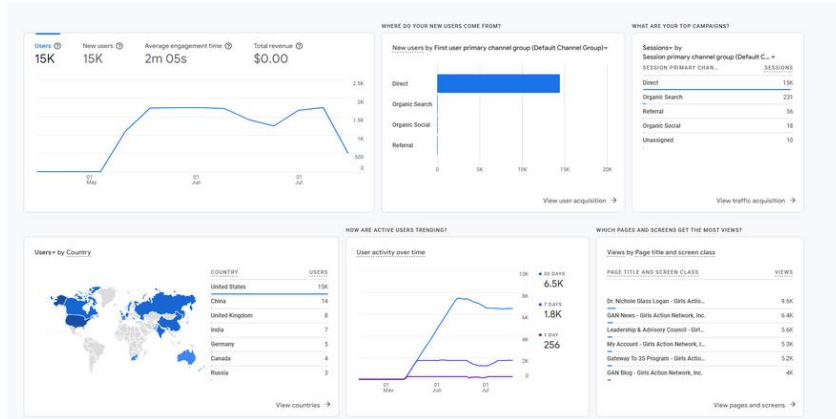 WHERE DO YOUR NEW USERS COME FROM?
WHAT ARE YOUR TOP CAMPAIGNS?
Users
New users
Average engagement time
Total revenue
15K
15K
2m 05s
$0.00
2.5K
2K
1.5K
1K
500
0
01 May
01 Jun
01 Jul
New users by First user primary channel group (Default Channel Group)
Direct
Organic Search
Organic Social
Referral
0 5K 10K 15K 20K
View user acquisition
Sessions by
Session primary channel group (Default C...
SESSION PRIMARY CHAN... SESSIONS
Direct 15K
Organic Search 231
Referral 56
Organic Social 18
Unassigned 10
View traffic acquisition
HOW ARE ACTIVE USERS TRENDING?
WHICH PAGES AND SCREENS GET THE MOST VIEWS?
Users by Country
COUNTRY USERS
United States 15K
China 14
United Kingdom 8
India 7
Germany 5
Canada 4
Russia 3
View countries
User activity over time
10K
8K
6K
4K
2K
0
01 May
01 Jun
01 Jul
30 DAYS
6.5K
7 DAYS
1.8K
1 DAY
256
Views by Page title and screen class
PAGE TITLE AND SCREEN CLASS VIEWS
Dr. Nichole Glass Logan - Girls Actio... 9.6K
GAN News - Girls Action Network, Inc. 6.4K
Leadership & Advisory Council - Girl... 5.6K
My Account - Girls Action Network, I... 5.3K
Gateway To 3S Program - Girls Actio... 5.2K
GAN Blog - Girls Action Network, Inc. 4K
View pages and screens